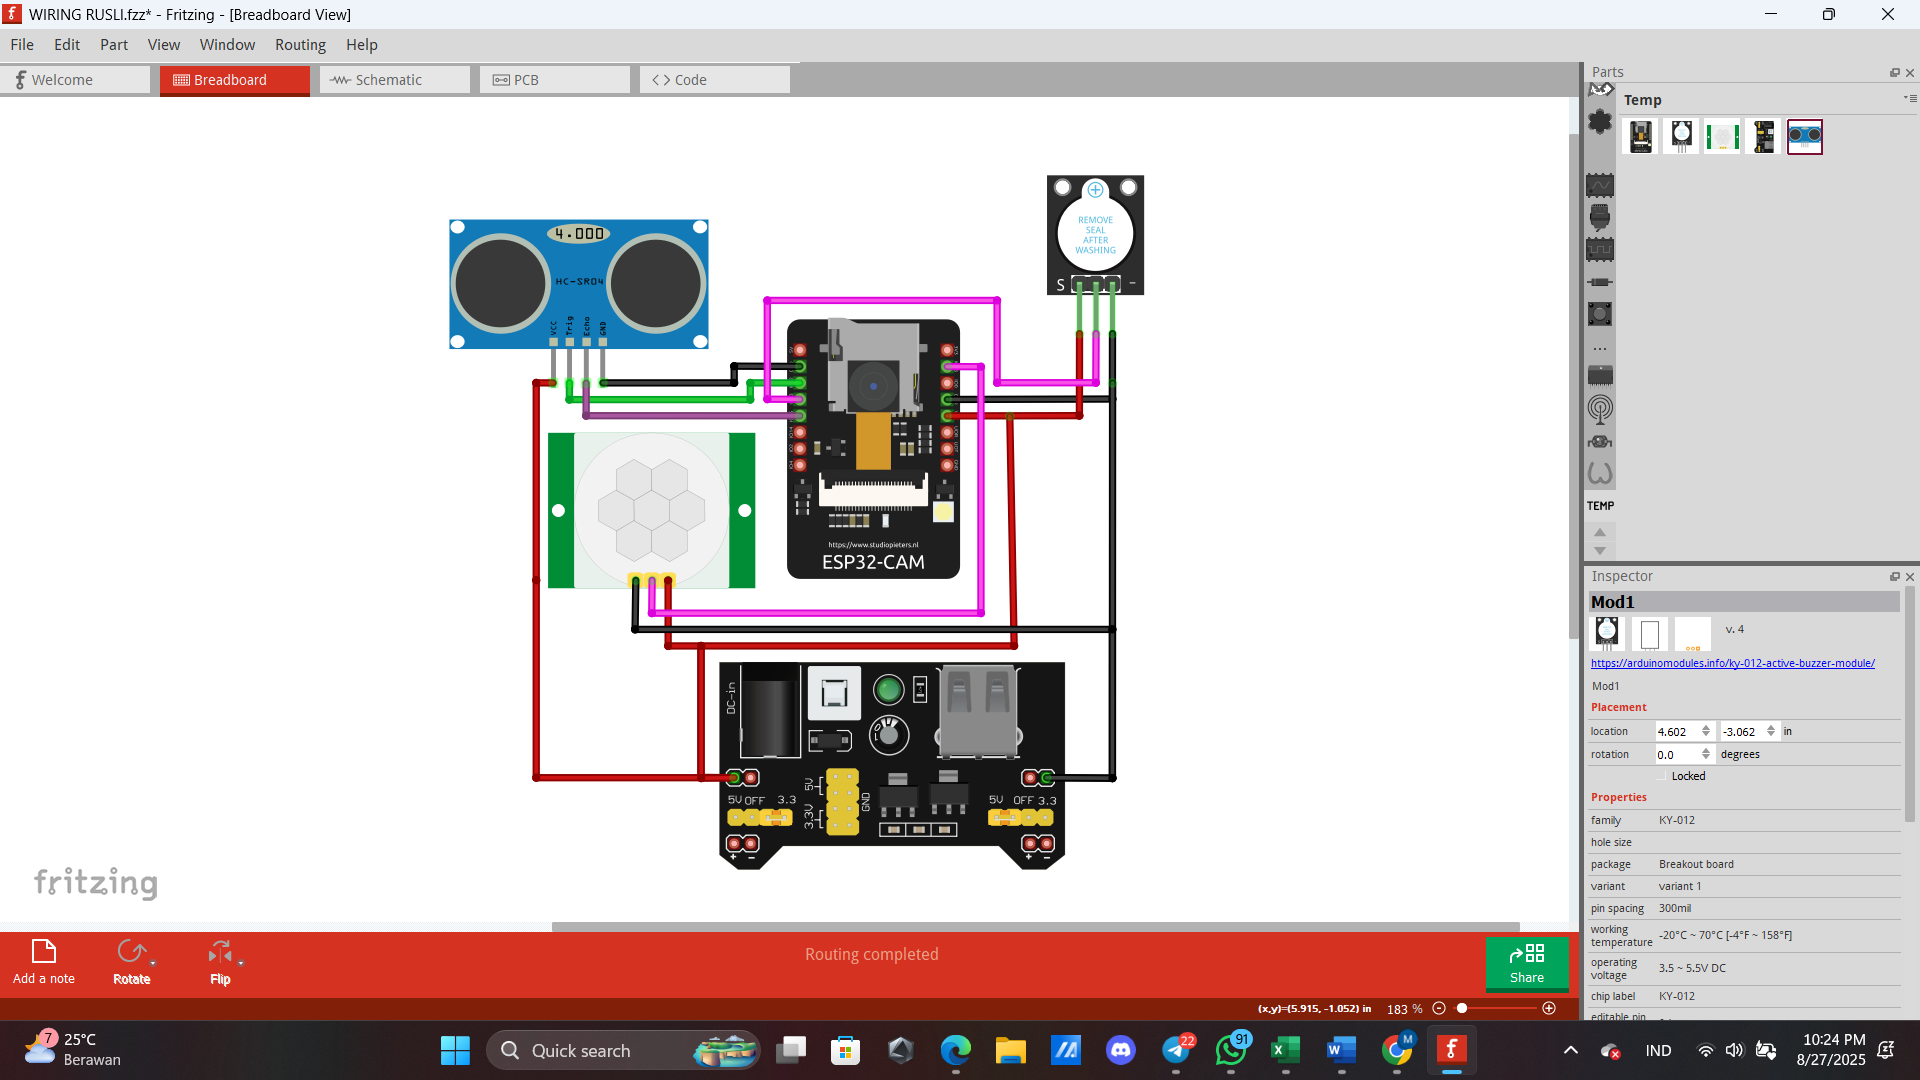 WIRING RUSLI.fzz* - Fritzing - [Breadboard View]
File Edit Part View Window Routing Help
Welcome
Breadboard
Schematic
PCB
Code
Parts
Temp
4.000
HC-SR04
VCC
Trig
Echo
GND
REMOVE
SEAL
AFTER
WASHING
S
-
https://www.studiopieters.nl
ESP32-CAM
DC-in
5V OFF 3.3
5V
3.3V
GND
5V OFF 3.3
+ -
+ -
fritzing
TEMP
Inspector
Mod1
v. 4
https://arduinomodules.info/ky-012-active-buzzer-module/
Mod1
Placement
location 4.602 -3.062 in
rotation 0.0 degrees
Locked
Properties
family KY-012
hole size
package Breakout board
variant variant 1
pin spacing 300mil
working
temperature -20°C ~ 70°C [-4°F ~ 158°F]
operating
voltage 3.5 ~ 5.5V DC
chip label KY-012
editable pin
Add a note
Rotate
Flip
Routing completed
Share
(x,y)=(5.915, -1.052) in 183 %
7
25°C
Berawan
Quick search
22
91
M
IND
10:24 PM
8/27/2025